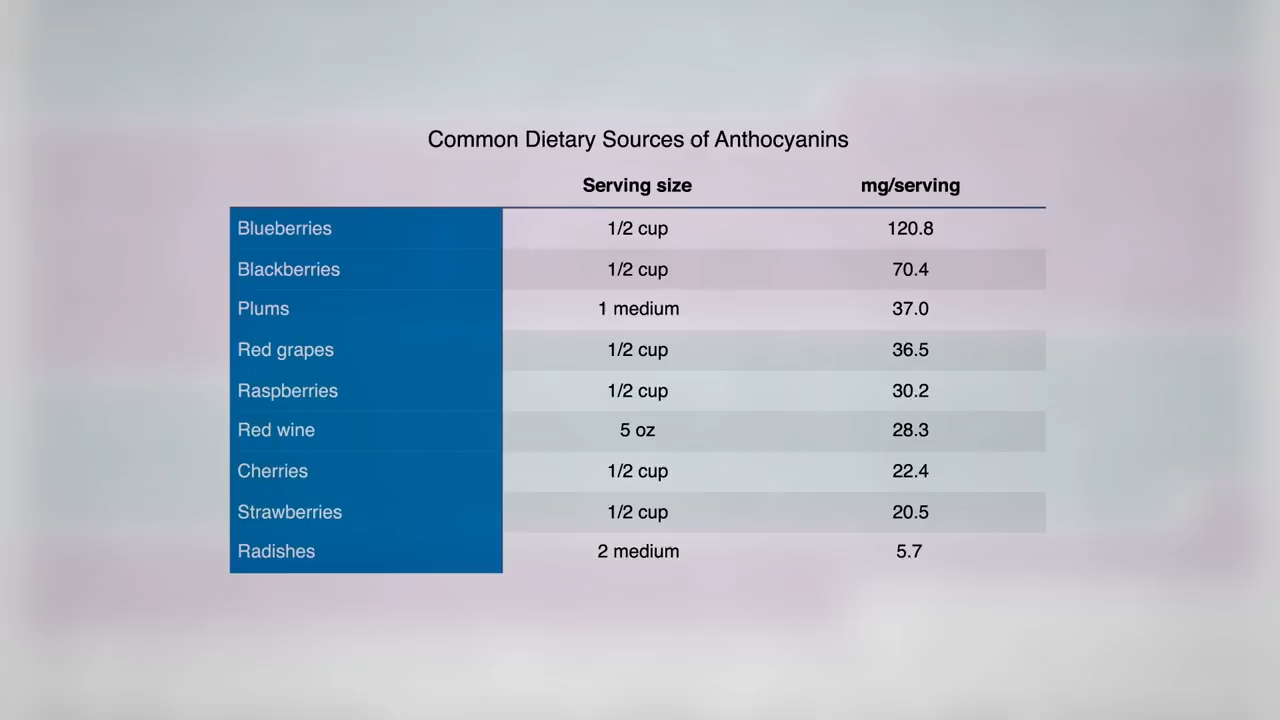 Common Dietary Sources of Anthocyanins
Serving size mg/serving
Blueberries 1/2 cup 120.8
Blackberries 1/2 cup 70.4
Plums 1 medium 37.0
Red grapes 1/2 cup 36.5
Raspberries 1/2 cup 30.2
Red wine 5 oz 28.3
Cherries 1/2 cup 22.4
Strawberries 1/2 cup 20.5
Radishes 2 medium 5.7